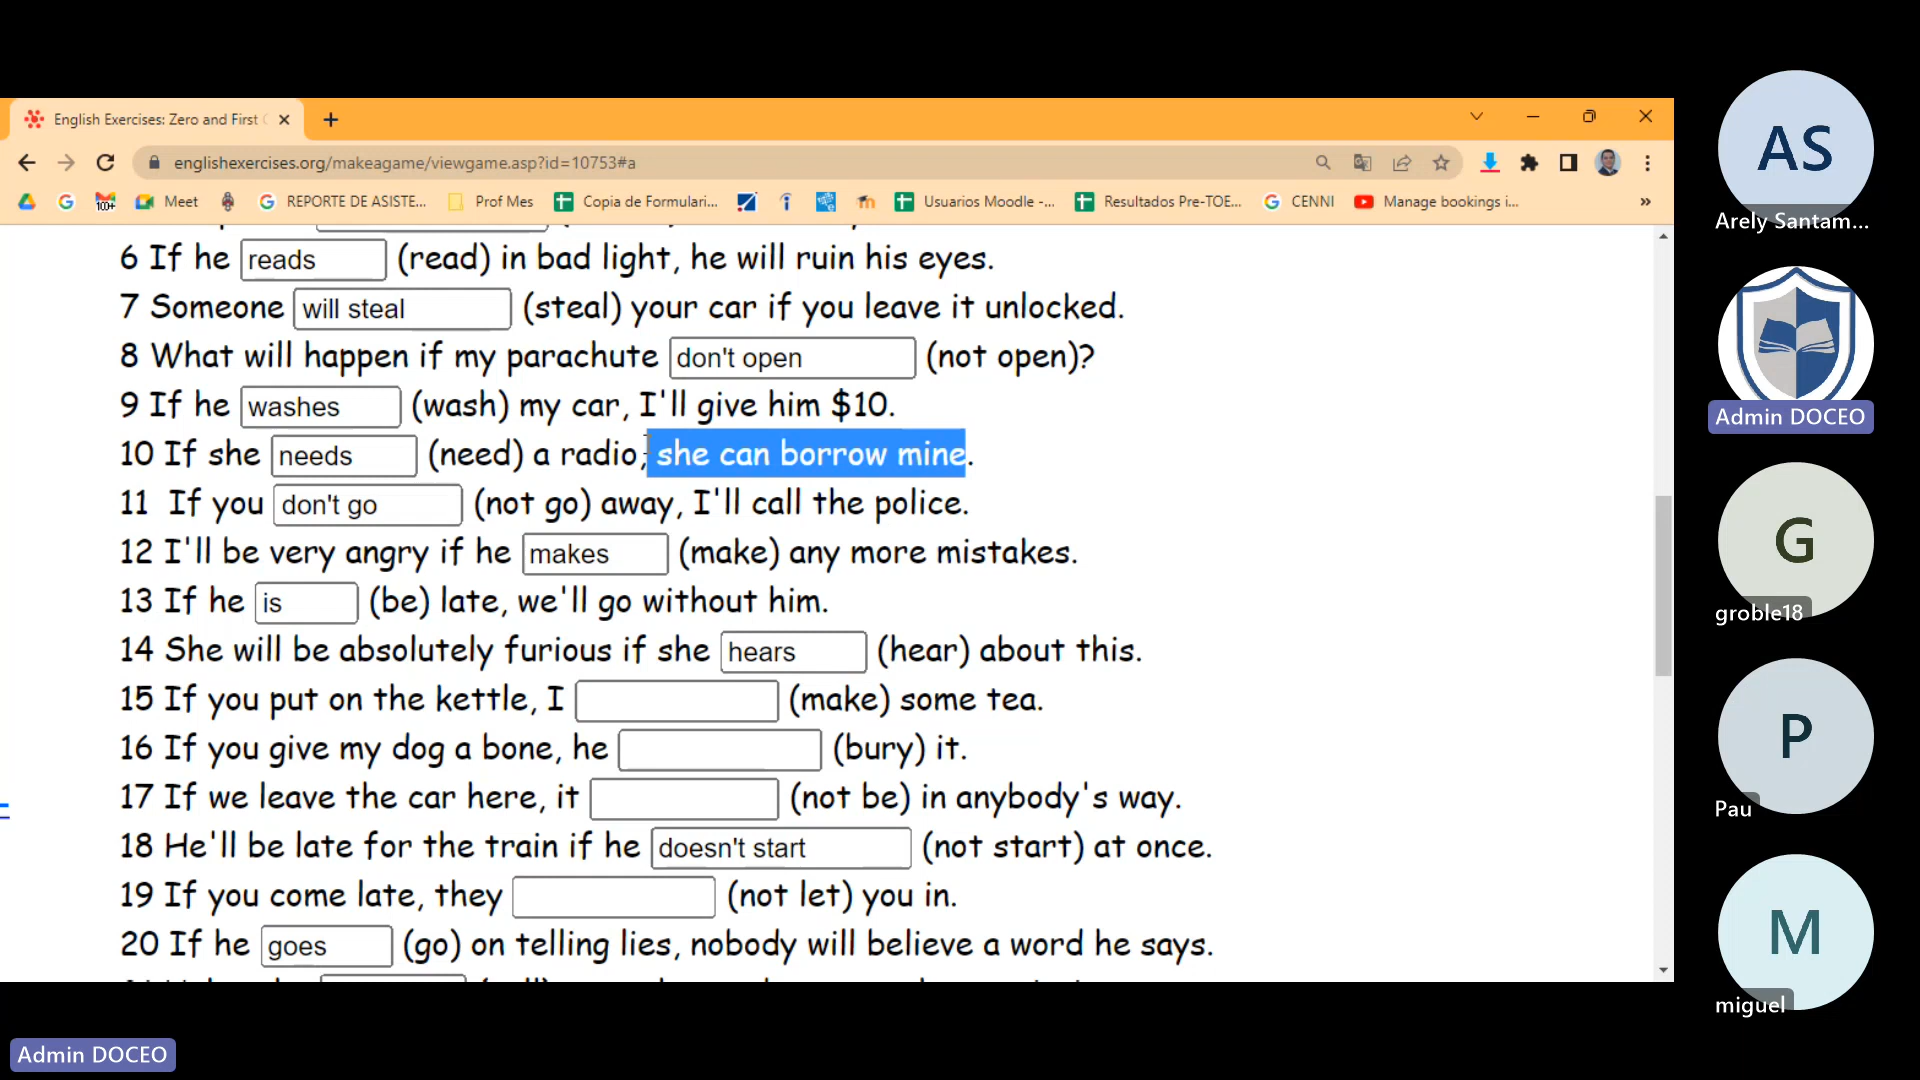 English Exercises: Zero and First C
englishexercises.org/makeagame/viewgame.asp?id=10753#a
100+
Meet
REPORTE DE ASISTE...
Prof Mes
Copia de Formulari...
Usuarios Moodle -...
Resultados Pre-TOE...
CENNI
Manage bookings i...
6 If he reads (read) in bad light, he will ruin his eyes.
7 Someone will steal (steal) your car if you leave it unlocked.
8 What will happen if my parachute don't open (not open)?
9 If he washes (wash) my car, I'll give him $10.
10 If she needs (need) a radio, she can borrow mine.
11 If you don't go (not go) away, I'll call the police.
12 I'll be very angry if he makes (make) any more mistakes.
13 If he is (be) late, we'll go without him.
14 She will be absolutely furious if she hears (hear) about this.
15 If you put on the kettle, I (make) some tea.
16 If you give my dog a bone, he (bury) it.
17 If we leave the car here, it (not be) in anybody's way.
18 He'll be late for the train if he doesn't start (not start) at once.
19 If you come late, they (not let) you in.
20 If he goes (go) on telling lies, nobody will believe a word he says.
AS
Arely Santam...
Admin DOCEO
G
groble18
P
Pau
M
miguel
Admin DOCEO